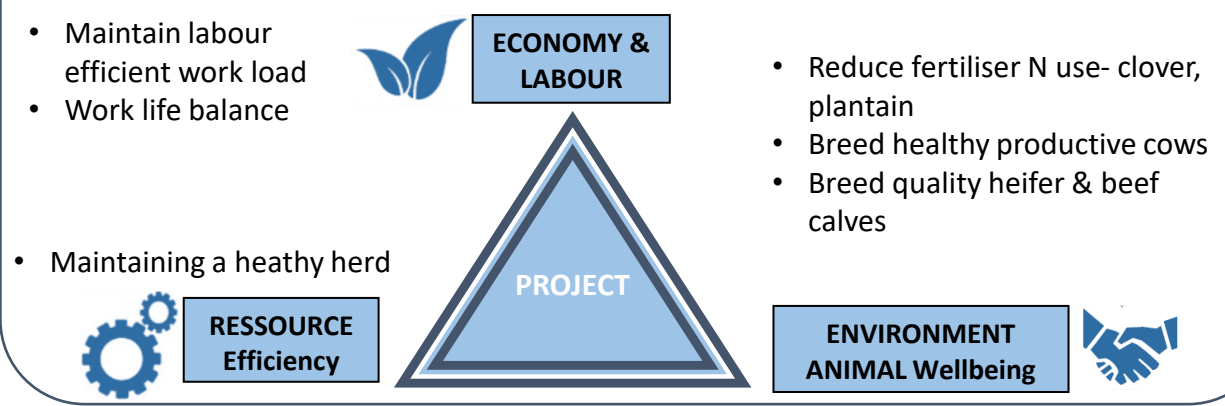 • Maintain labour
efficient work load
• Work life balance
ECONOMY &
LABOUR
• Reduce fertiliser N use- clover,
plantain
• Breed healthy productive cows
• Breed quality heifer & beef
calves
• Maintaining a heathy herd
PROJECT
RESSOURCE
Efficiency
ENVIRONMENT
ANIMAL Wellbeing